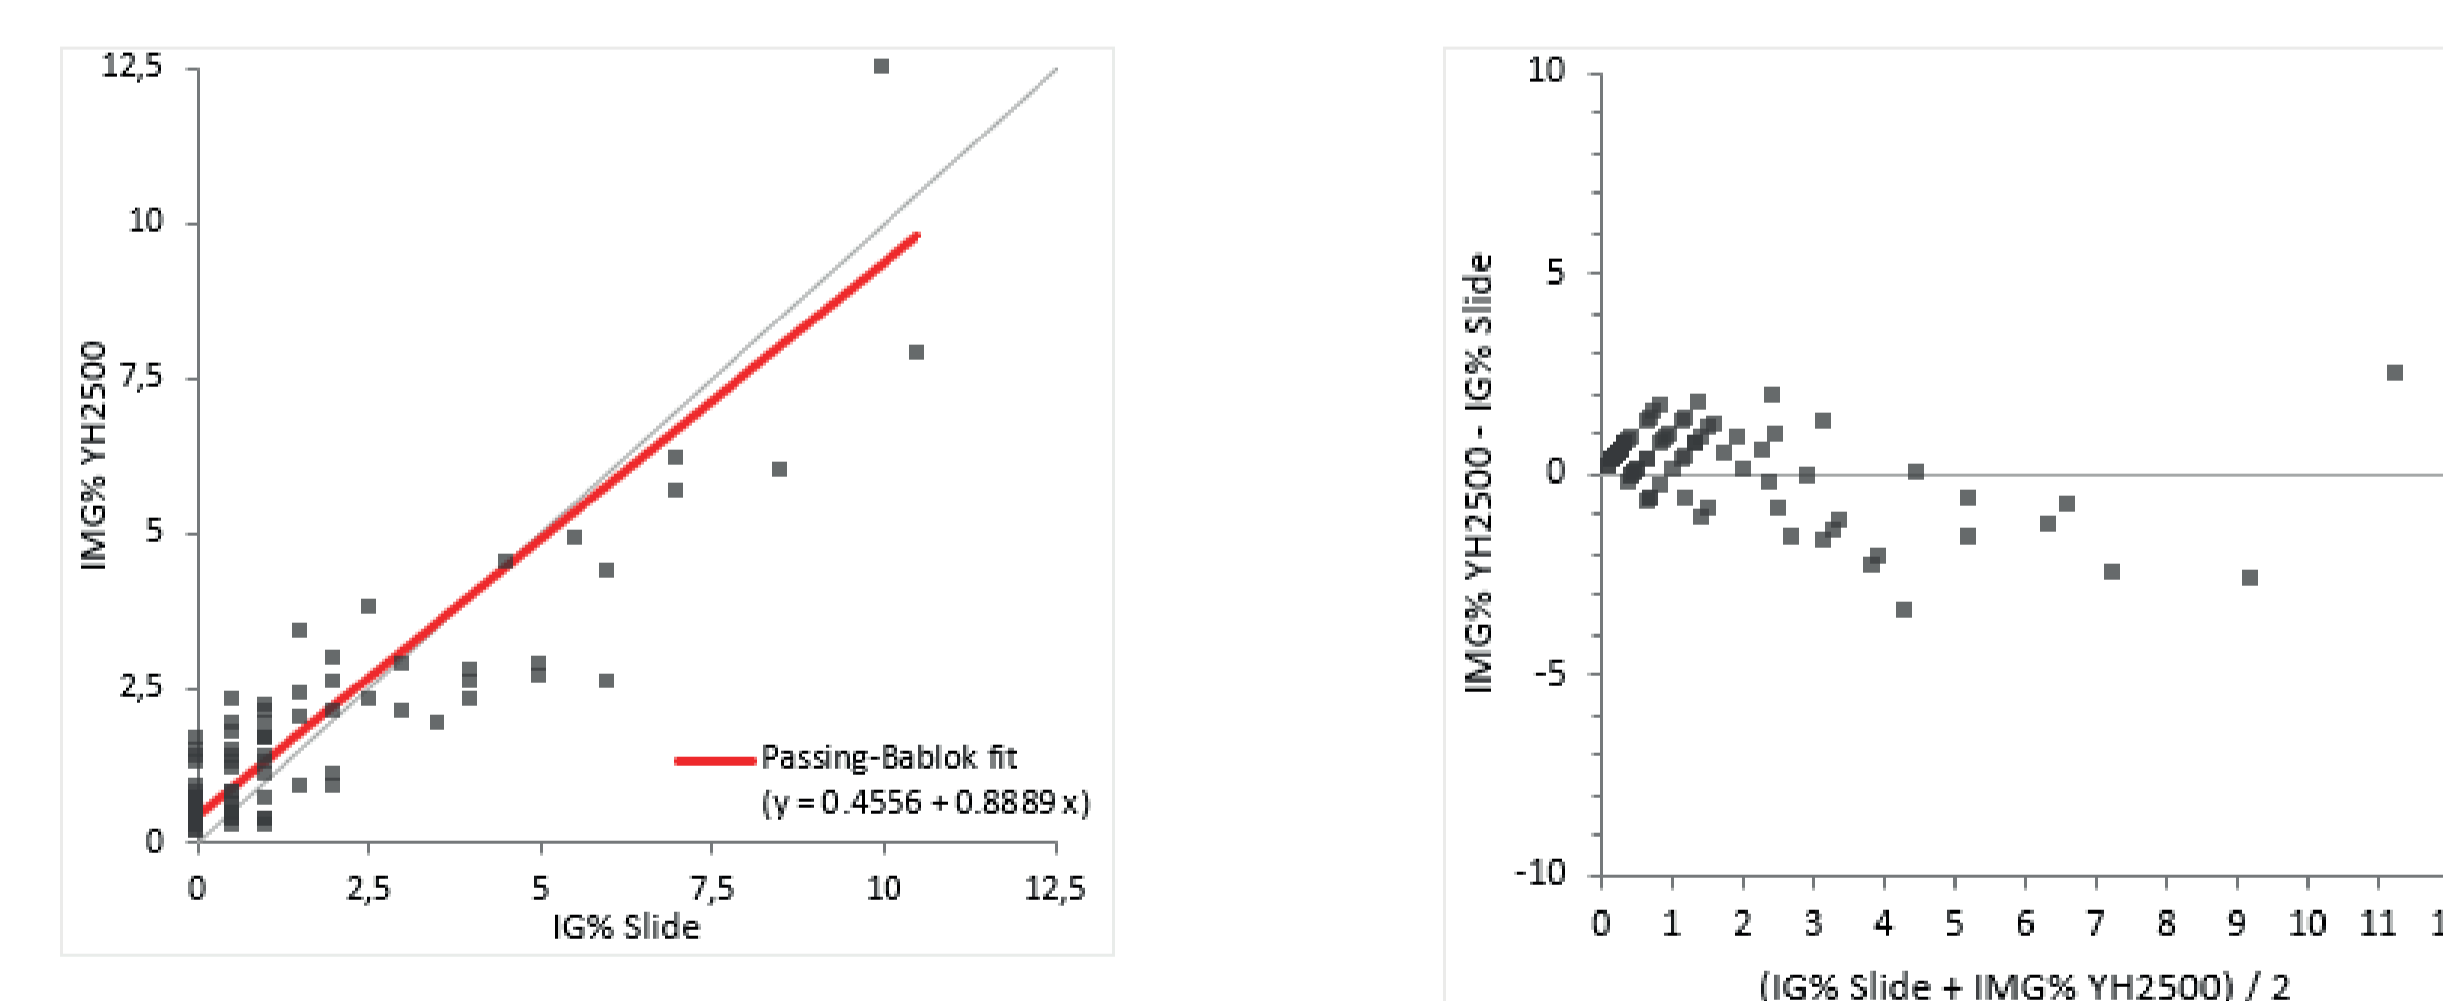 12,5
10
7,5
5
2,5
0
IMG% YH2500
0 2,5 5 7,5 10 12,5
IG% Slide
Passing-Bablok fit
(y = 0.4556 + 0.8889 x)
10
5
0
-5
-10
IMG% YH2500 - IG% Slide
0 1 2 3 4 5 6 7 8 9 10 11
(IG% Slide + IMG% YH2500) / 2